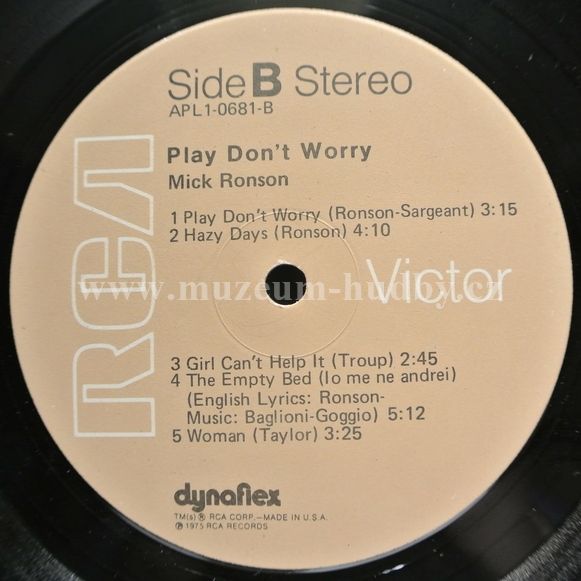 Side B Stereo
APL1-0681-B
Play Don't Worry
Mick Ronson
1 Play Don't Worry (Ronson-Sargeant) 3:15
2 Hazy Days (Ronson) 4:10
RCA Victor
www.muzeum-hudby.cz
3 Girl Can't Help It (Troup) 2:45
4 The Empty Bed (Io me ne andrei)
(English Lyrics: Ronson-
Music: Baglioni-Goggio) 5:12
5 Woman (Taylor) 3:25
dynaflex
TM(s) ® RCA CORP.—MADE IN U.S.A.
℗ 1975 RCA RECORDS